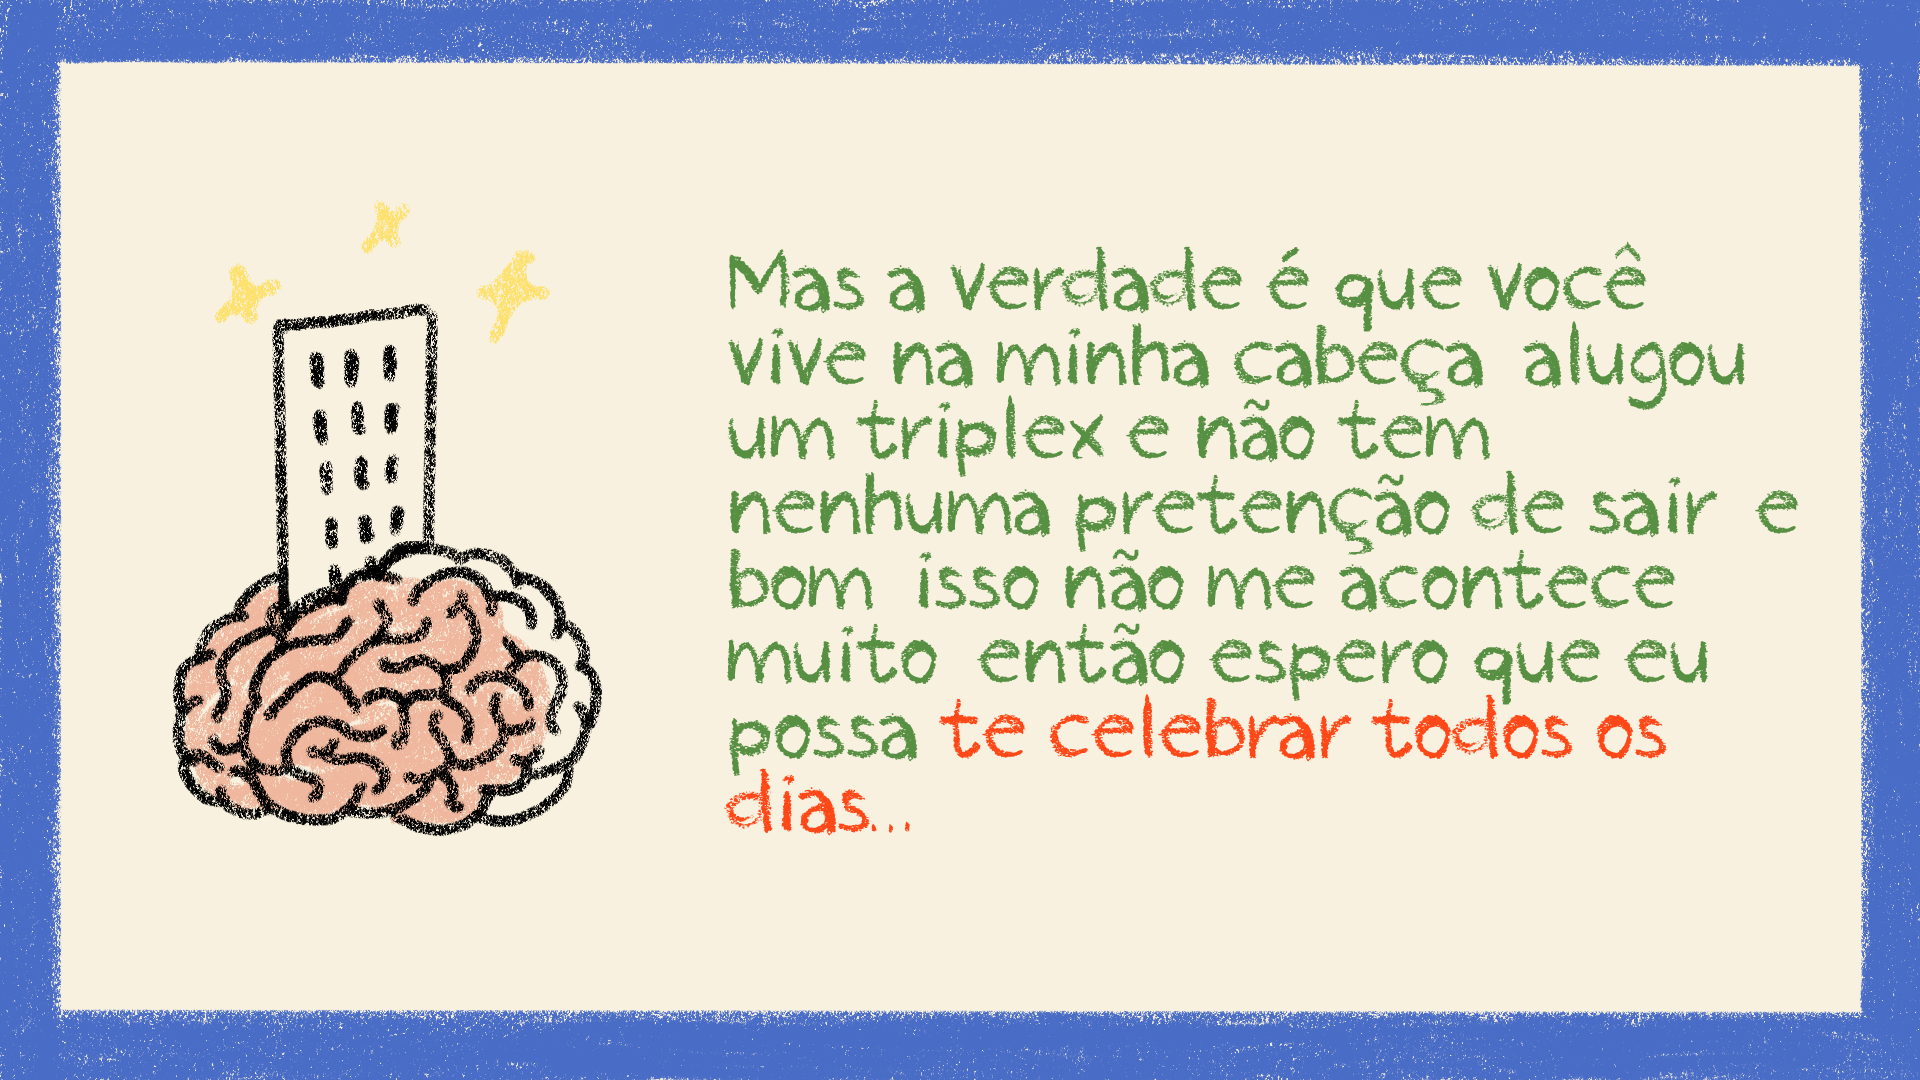 Mas a verdade é que você
vive na minha cabeça alugou
um triplex e não tem
nenhuma pretenção de sair e
bom isso não me acontece
muito então espero que eu
possa te celebrar todos os
dias...